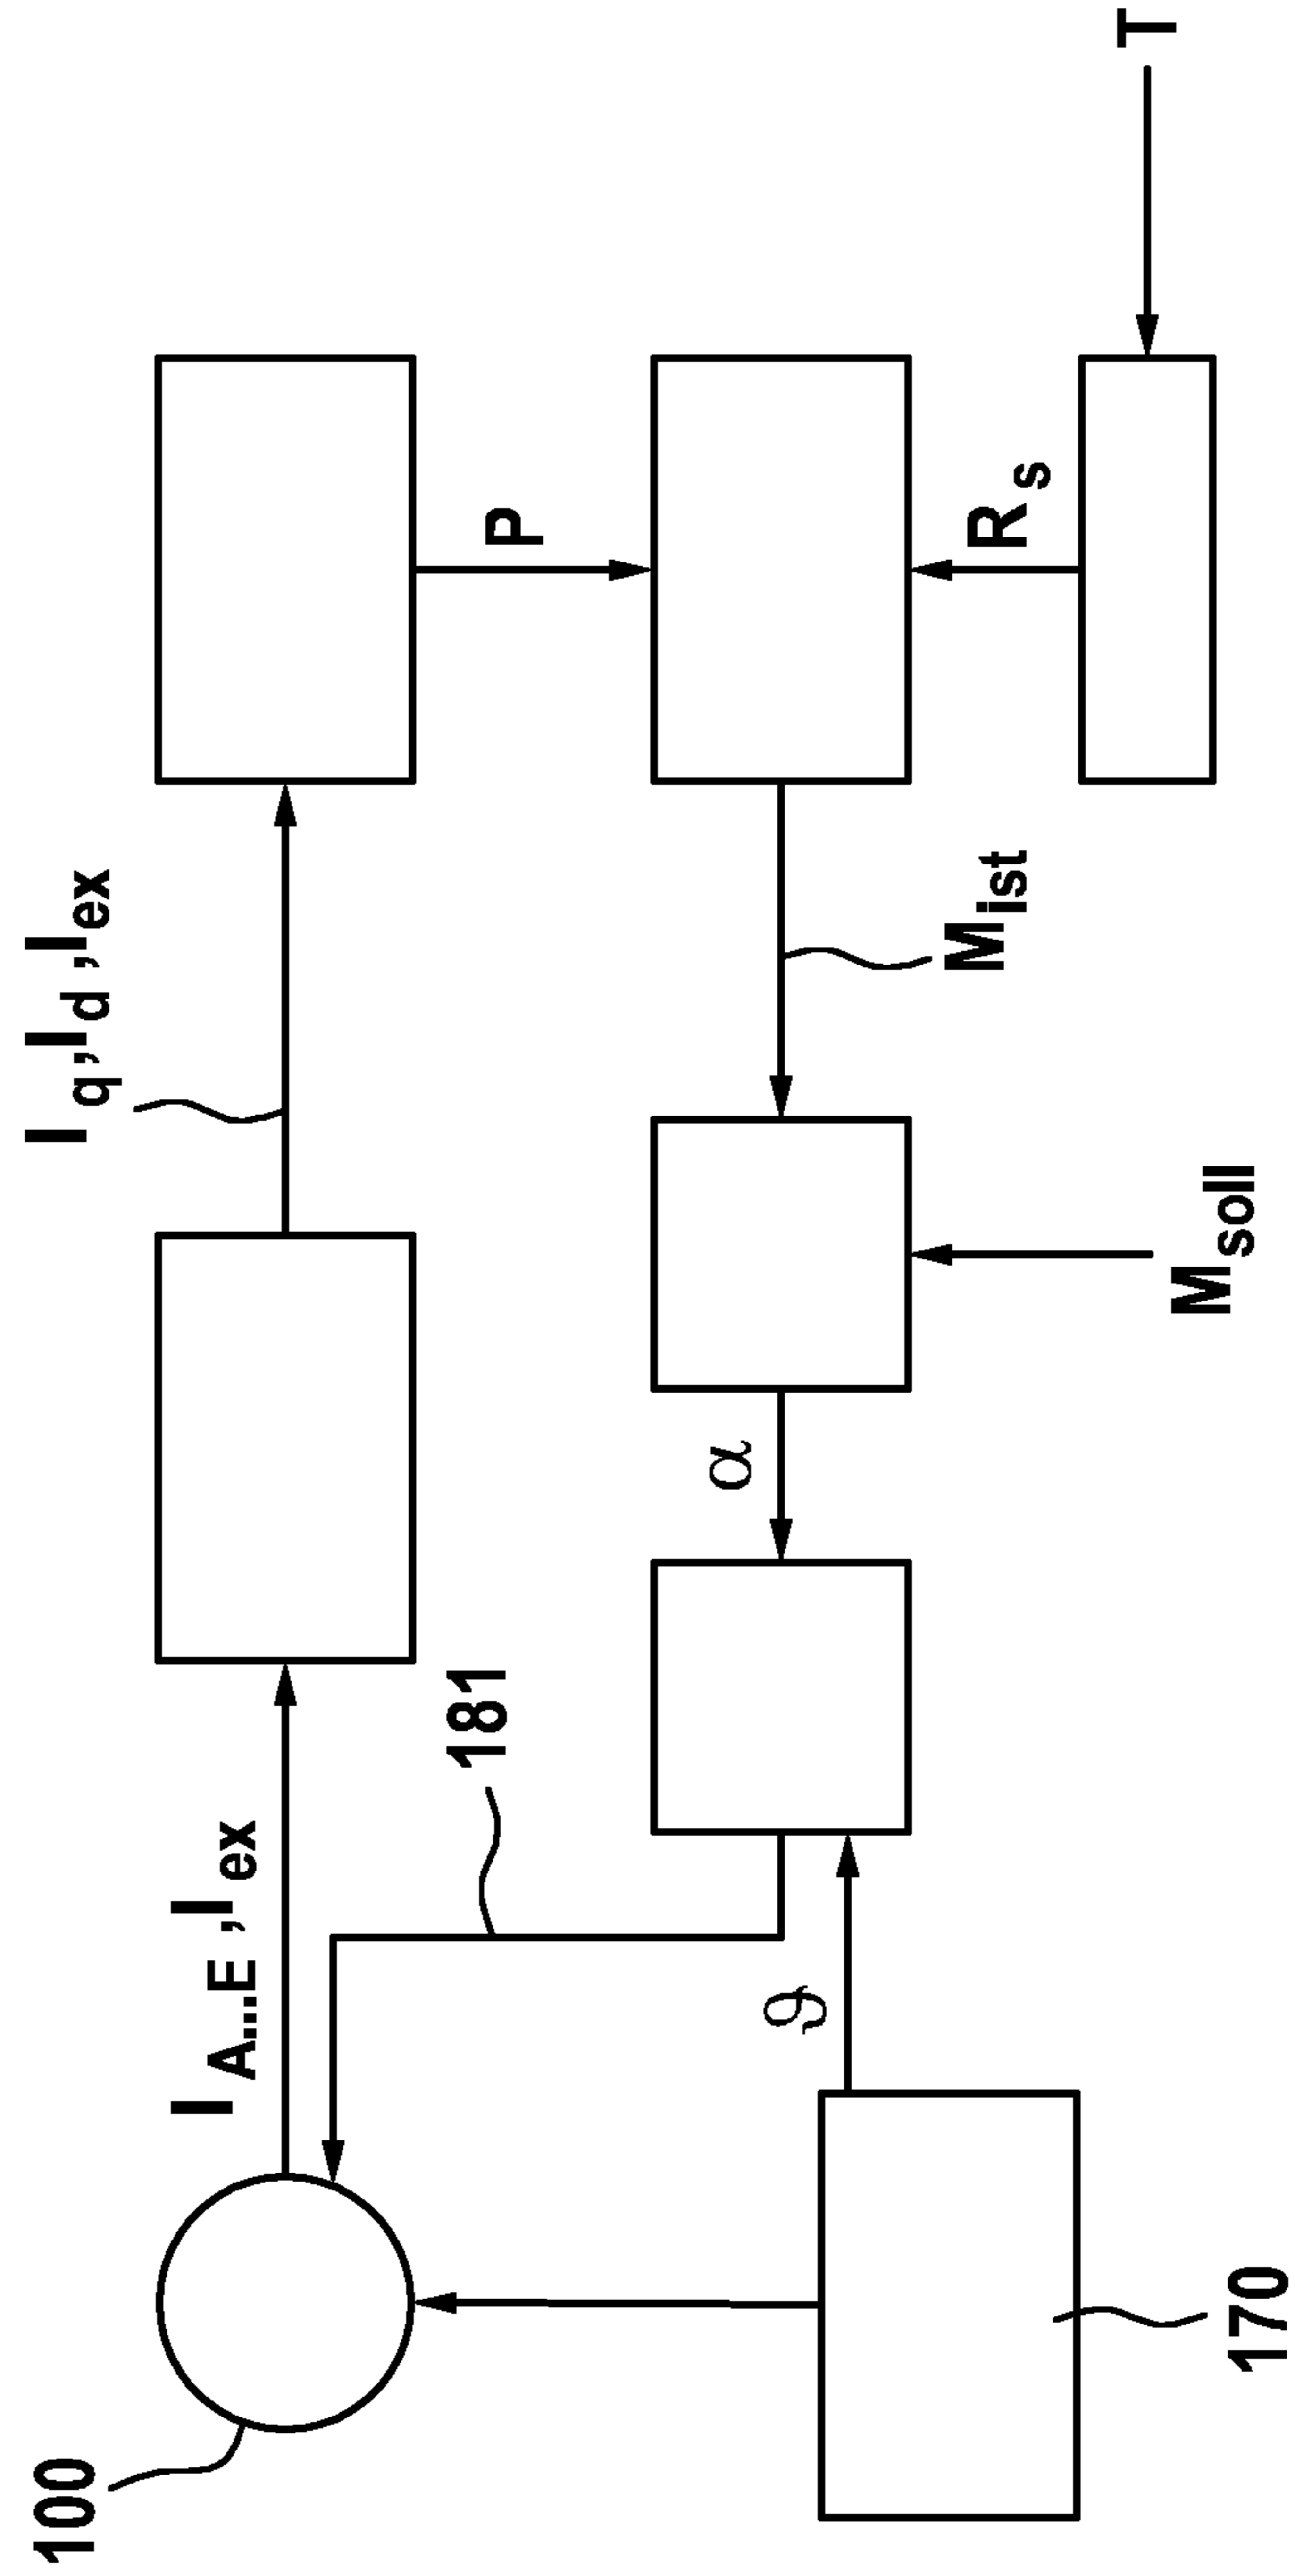 100
I A...E ,I ex
I q ,I d ,I ex
181
P
α
M ist
R s
T
ϑ
M soll
170